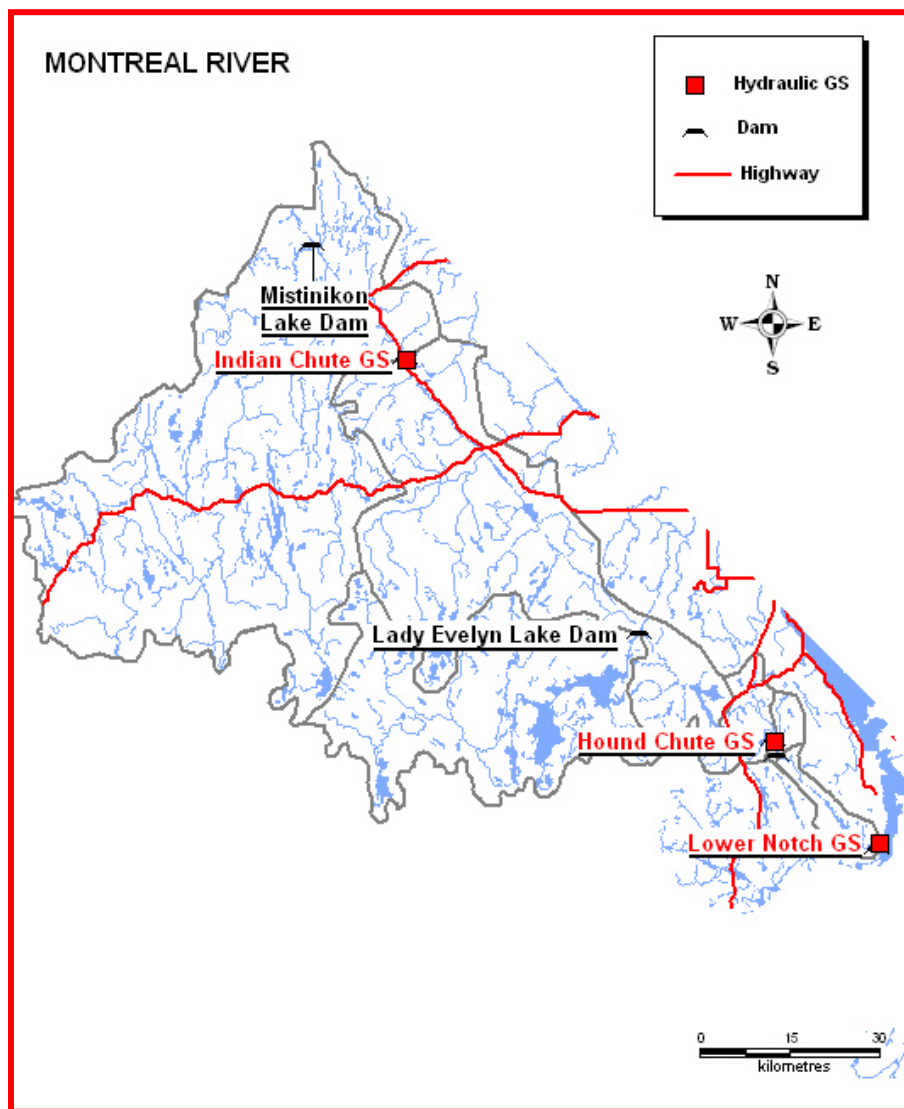 MONTREAL RIVER
Hydraulic GS
Dam
Highway
N
W E
S
Mistinikon
Lake Dam
Indian Chute GS
Lady Evelyn Lake Dam
Hound Chute GS
Lower Notch GS
0 15 30
kilometres